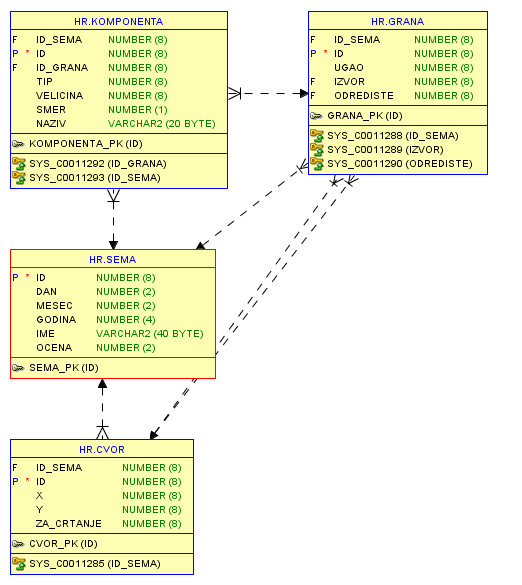 HR.KOMPONENTA
F ID_SEMA NUMBER (8)
P * ID NUMBER (8)
F ID_GRANA NUMBER (8)
TIP NUMBER (8)
VELICINA NUMBER (8)
SMER NUMBER (1)
NAZIV VARCHAR2 (20 BYTE)
KOMPONENTA_PK (ID)
SYS_C0011292 (ID_GRANA)
SYS_C0011293 (ID_SEMA)
HR.GRANA
F ID_SEMA NUMBER (8)
P * ID NUMBER (8)
UGAO NUMBER (8)
F IZVOR NUMBER (8)
F ODREDISTE NUMBER (8)
GRANA_PK (ID)
SYS_C0011288 (ID_SEMA)
SYS_C0011289 (IZVOR)
SYS_C0011290 (ODREDISTE)
HR.SEMA
P * ID NUMBER (8)
DAN NUMBER (2)
MESEC NUMBER (2)
GODINA NUMBER (4)
IME VARCHAR2 (40 BYTE)
OCENA NUMBER (2)
SEMA_PK (ID)
HR.CVOR
F ID_SEMA NUMBER (8)
P * ID NUMBER (8)
X NUMBER (8)
Y NUMBER (8)
ZA_CRTANJE NUMBER (8)
CVOR_PK (ID)
SYS_C0011285 (ID_SEMA)